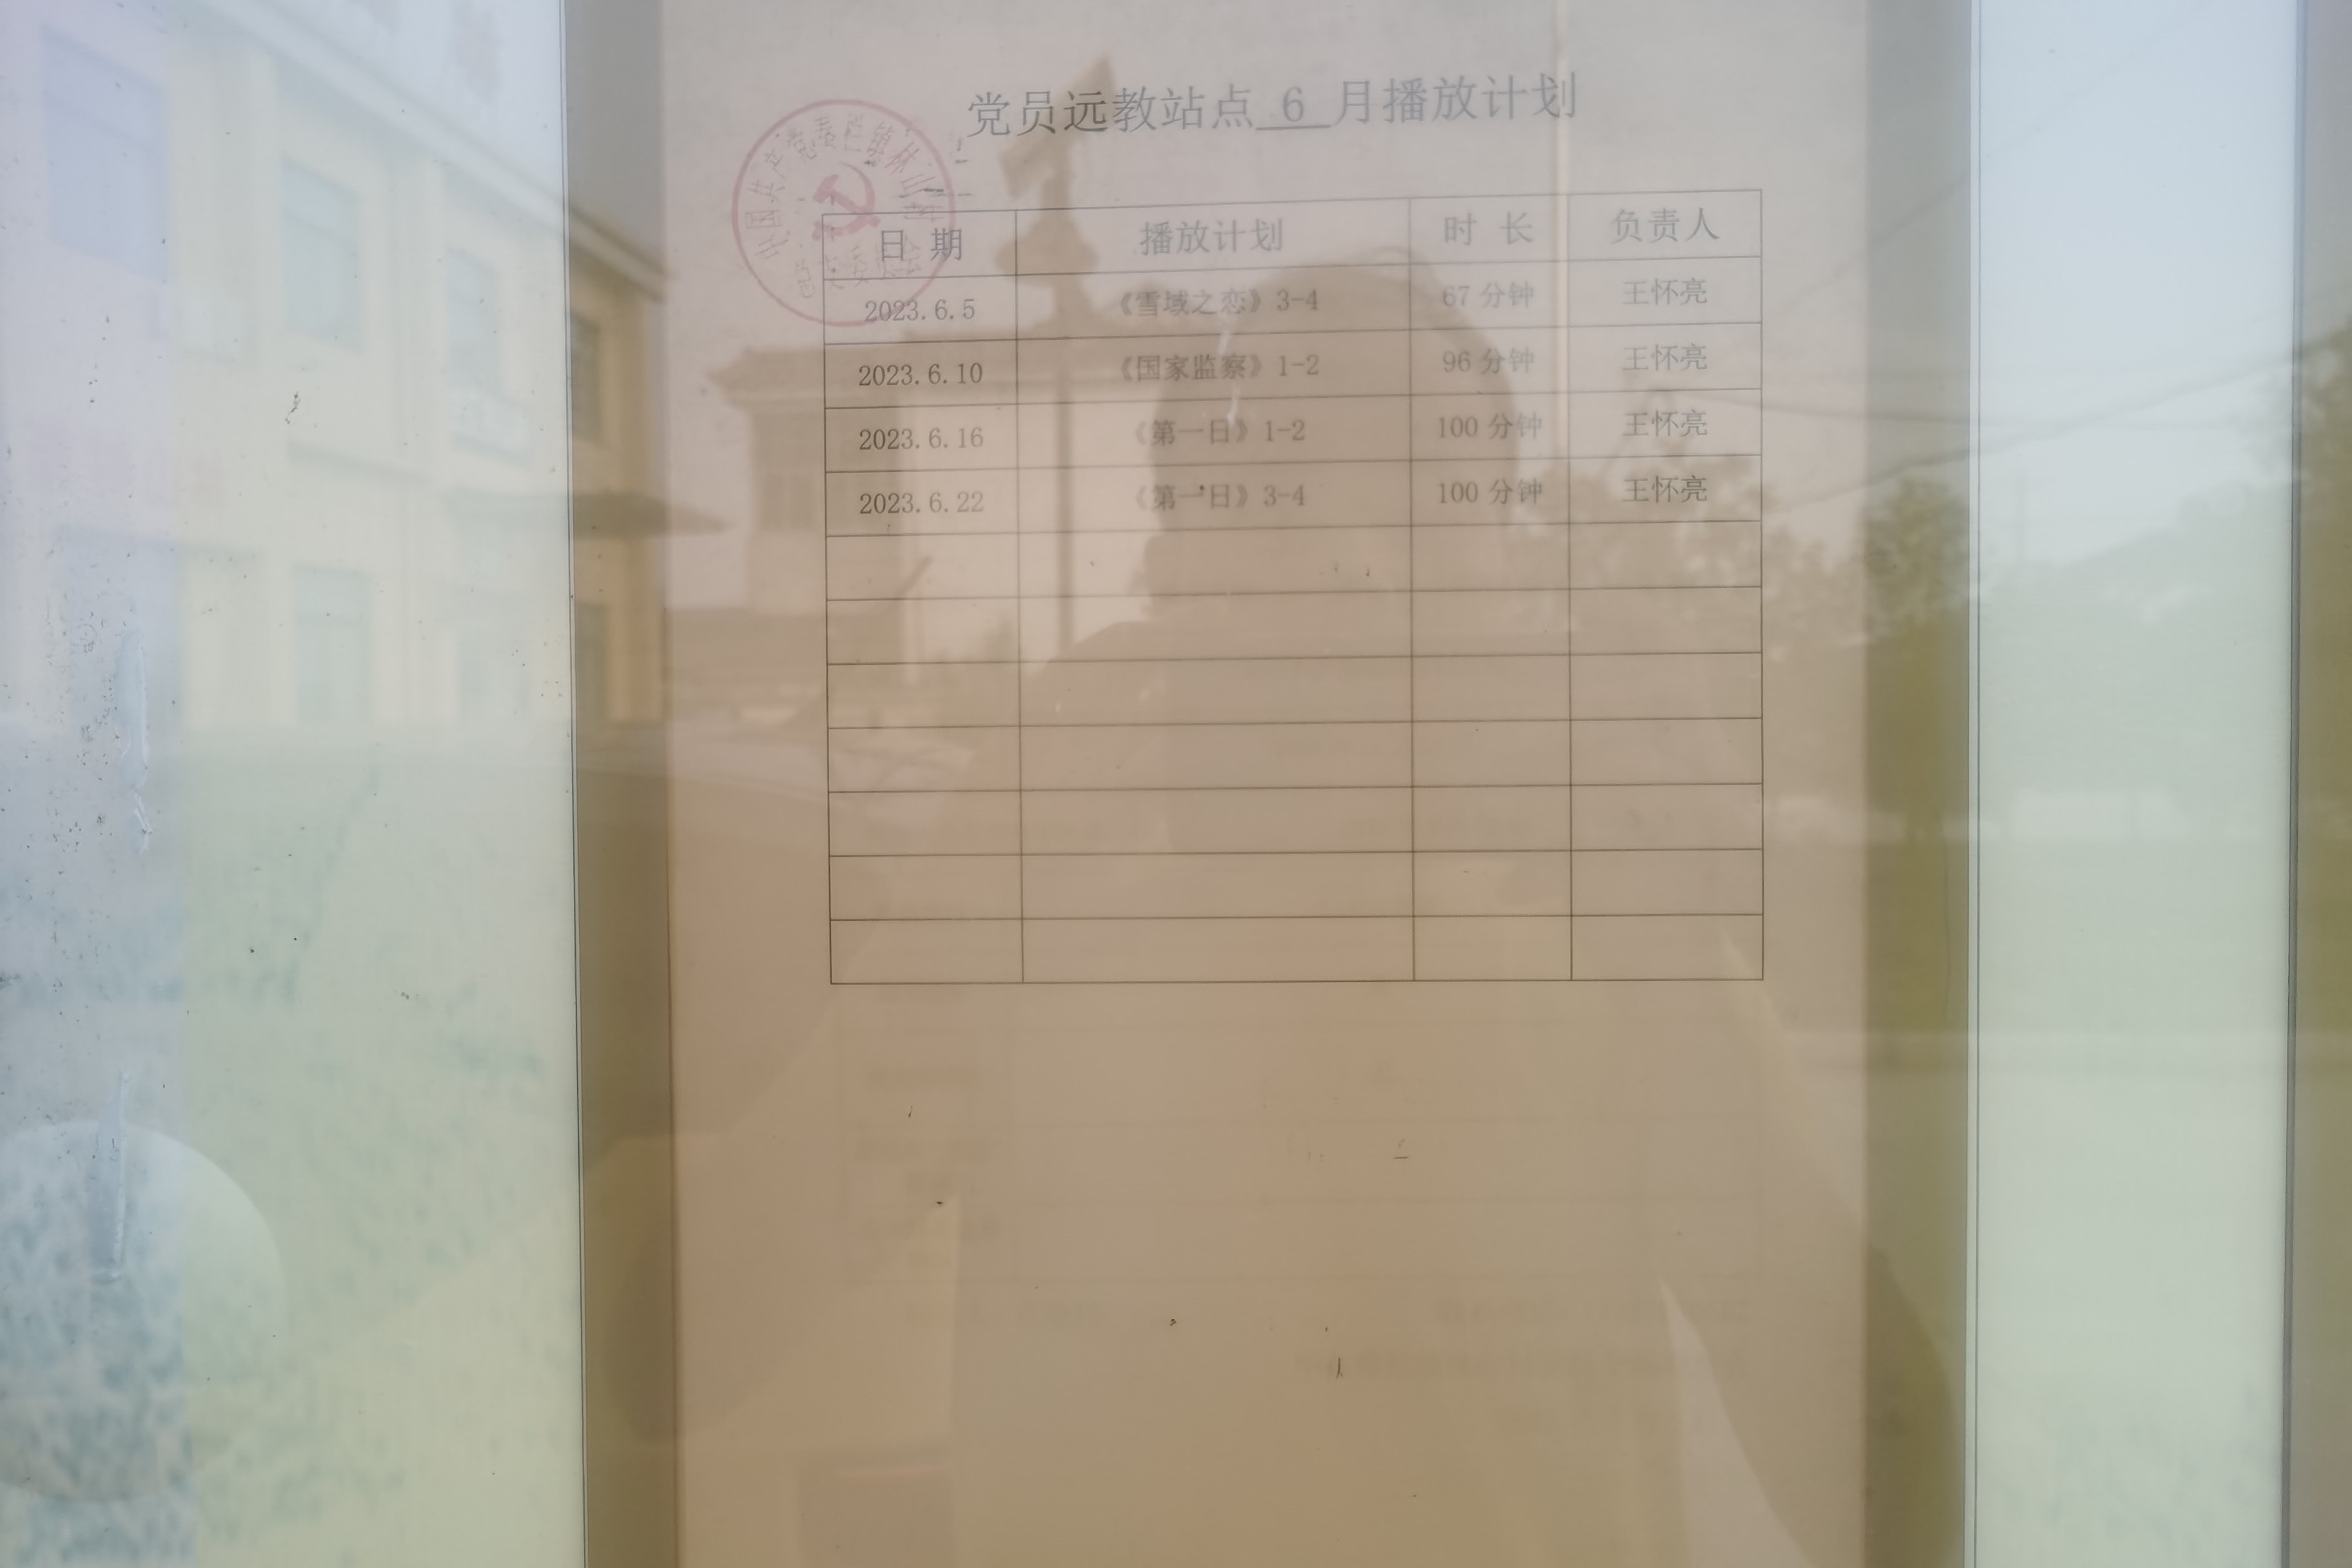 党员远教站点 6 月播放计划
日 期 播放计划 时 长 负责人
2023.6.5 《雪域之恋》3-4 67 分钟 王怀亮
2023.6.10 《国家监察》1-2 96 分钟 王怀亮
2023.6.16 《第一日》1-2 100 分钟 王怀亮
2023.6.22 《第一日》3-4 100 分钟 王怀亮